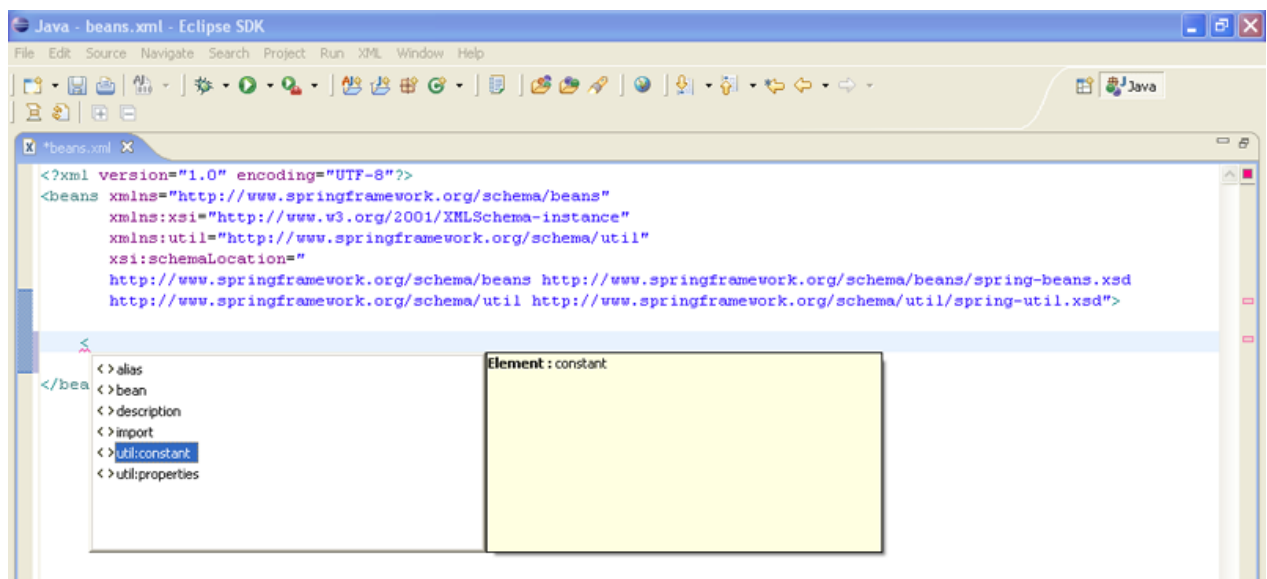 Java - beans.xml - Eclipse SDK
File Edit Source Navigate Search Project Run XML Window Help
Java
*beans.xml
<?xml version="1.0" encoding="UTF-8"?>
<beans xmlns="http://www.springframework.org/schema/beans"
xmlns:xsi="http://www.w3.org/2001/XMLSchema-instance"
xmlns:util="http://www.springframework.org/schema/util"
xsi:schemaLocation="
http://www.springframework.org/schema/beans http://www.springframework.org/schema/beans/spring-beans.xsd
http://www.springframework.org/schema/util http://www.springframework.org/schema/util/spring-util.xsd">
<
<> alias
</bea
<> bean
<> description
<> import
<> util:constant
<> util:properties
Element : constant